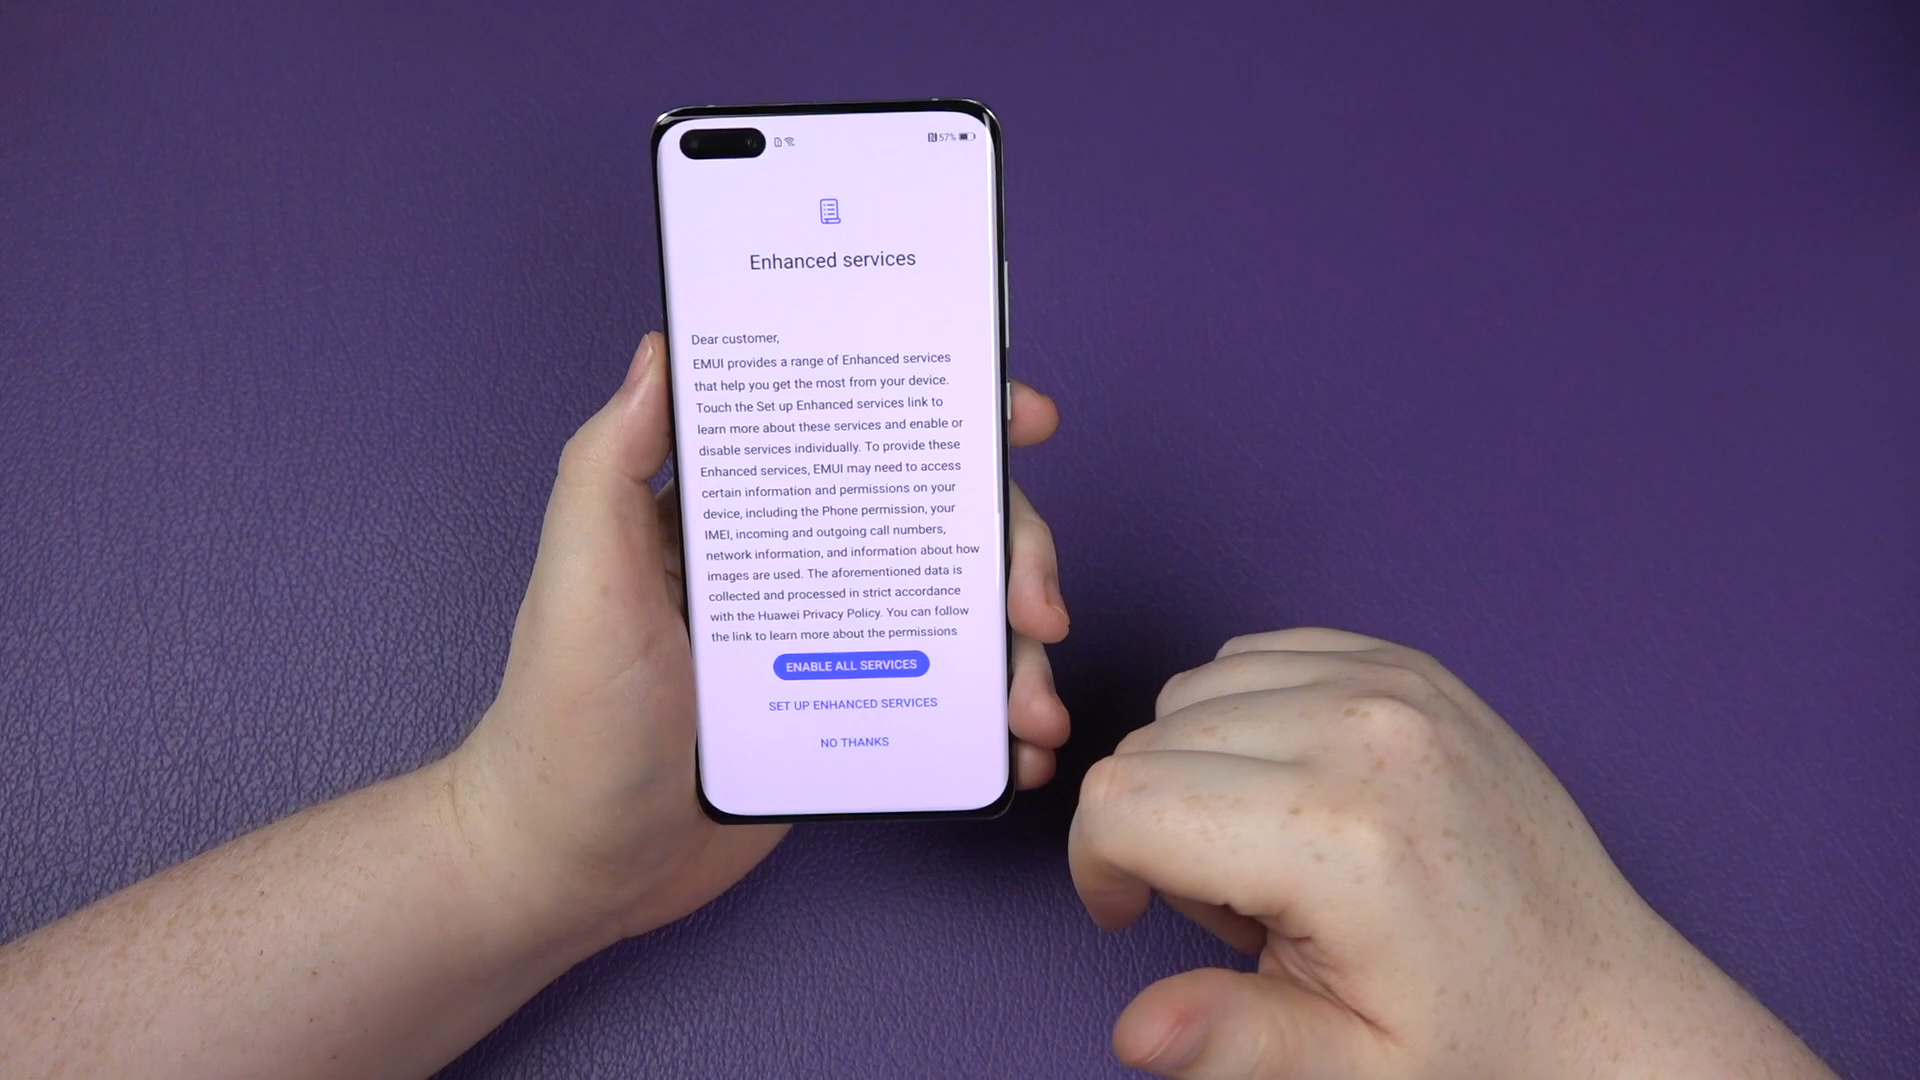 57%
Enhanced services
Dear customer,
EMUI provides a range of Enhanced services
that help you get the most from your device.
Touch the Set up Enhanced services link to
learn more about these services and enable or
disable services individually. To provide these
Enhanced services, EMUI may need to access
certain information and permissions on your
device, including the Phone permission, your
IMEI, incoming and outgoing call numbers,
network information, and information about how
images are used. The aforementioned data is
collected and processed in strict accordance
with the Huawei Privacy Policy. You can follow
the link to learn more about the permissions
ENABLE ALL SERVICES
SET UP ENHANCED SERVICES
NO THANKS